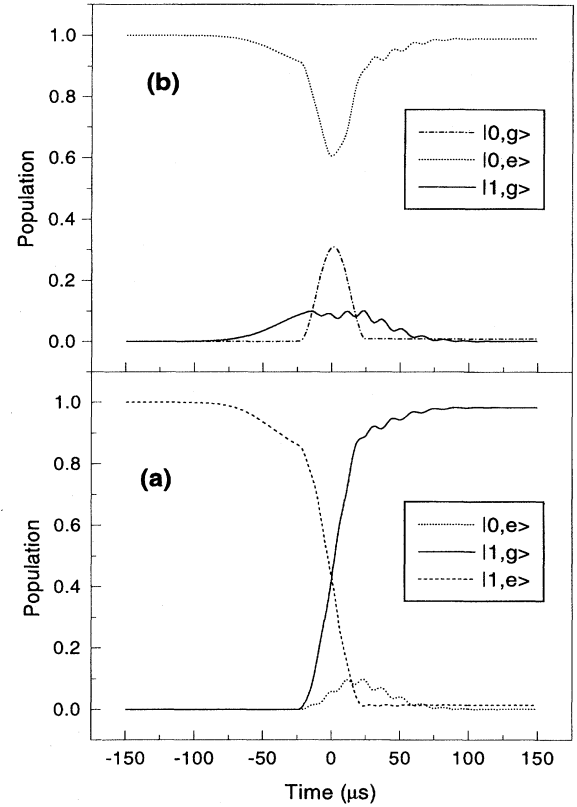 1.0
0.8
0.6
0.4
0.2
0.0
Population
(b)
|0,g>
|0,e>
|1,g>
1.0
0.8
0.6
0.4
0.2
0.0
Population
(a)
|0,e>
|1,g>
|1,e>
-150 -100 -50 0 50 100 150
Time (μs)